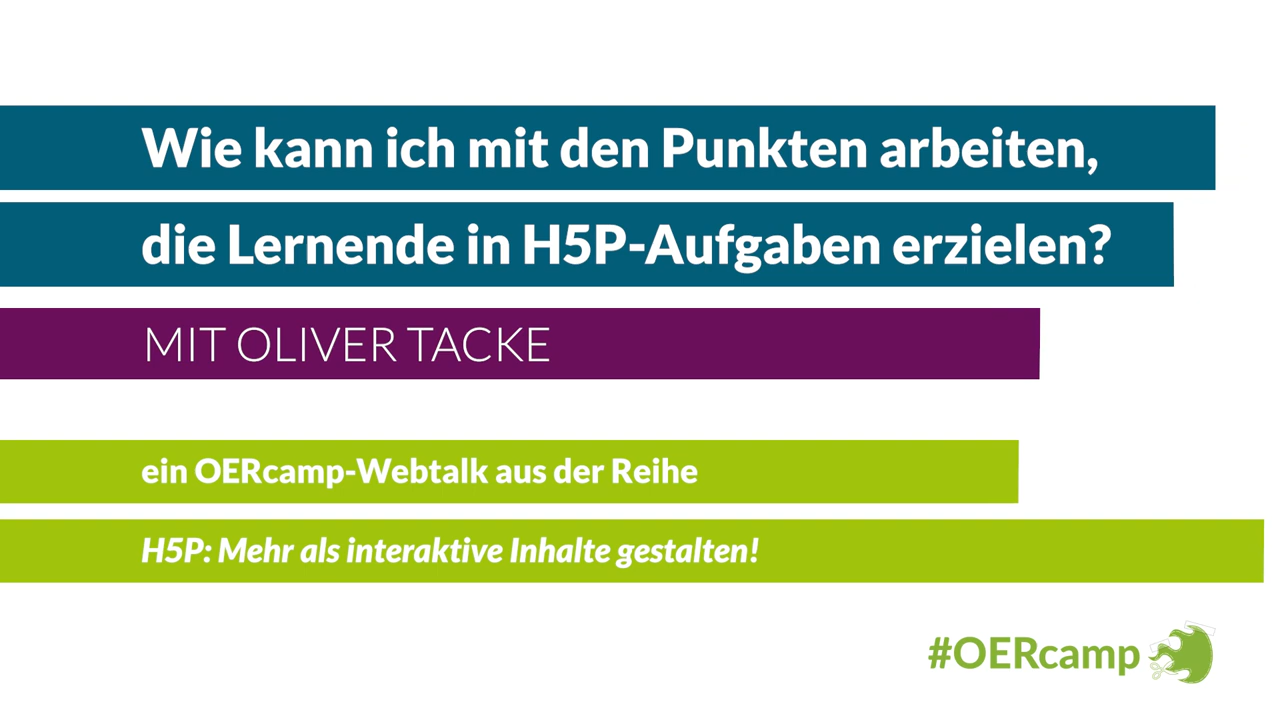 Wie kann ich mit den Punkten arbeiten,
die Lernende in H5P-Aufgaben erzielen?
MIT OLIVER TACKE
ein OERcamp-Webtalk aus der Reihe
H5P: Mehr als interaktive Inhalte gestalten!
#OERcamp